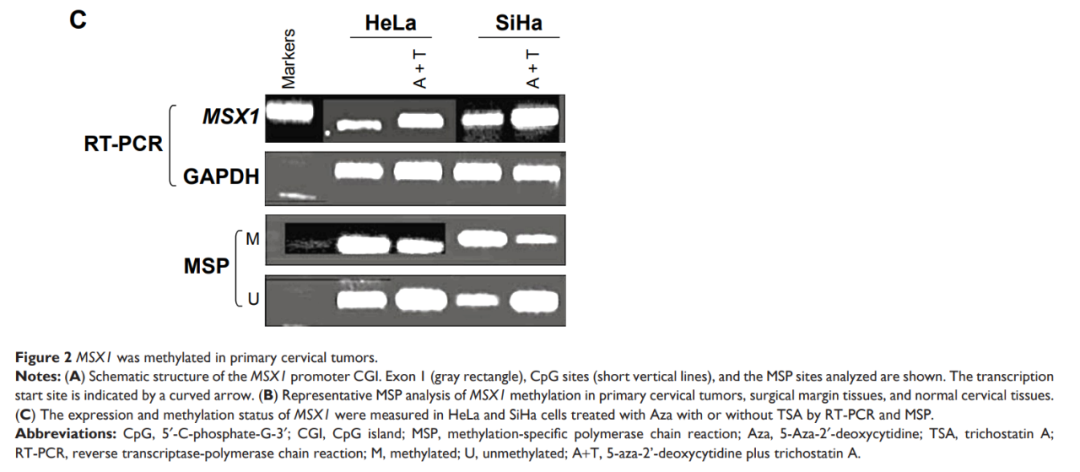 C
HeLa SiHa
Markers
A + T
A + T
MSX1
RT-PCR
GAPDH
M
MSP
U
Figure 2 MSX1 was methylated in primary cervical tumors.
Notes: (A) Schematic structure of the MSX1 promoter CGI. Exon 1 (gray rectangle), CpG sites (short vertical lines), and the MSP sites analyzed are shown. The transcription
start site is indicated by a curved arrow. (B) Representative MSP analysis of MSX1 methylation in primary cervical tumors, surgical margin tissues, and normal cervical tissues.
(C) The expression and methylation status of MSX1 were measured in HeLa and SiHa cells treated with Aza with or without TSA by RT-PCR and MSP.
Abbreviations: CpG, 5′-C-phosphate-G-3′; CGI, CpG island; MSP, methylation-specific polymerase chain reaction; Aza, 5-Aza-2′-deoxycytidine; TSA, trichostatin A;
RT-PCR, reverse transcriptase-polymerase chain reaction; M, methylated; U, unmethylated; A+T, 5-aza-2'-deoxycytidine plus trichostatin A.